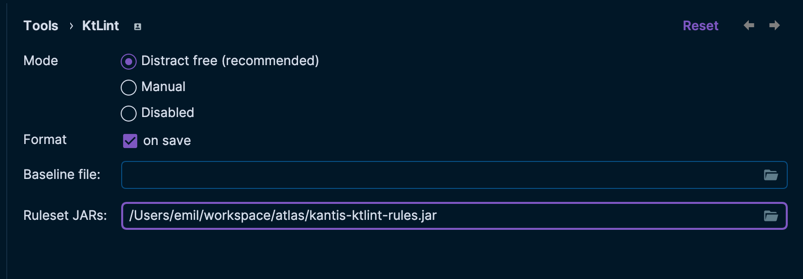 Tools › KtLint Reset
Mode Distract free (recommended)
Manual
Disabled
Format on save
Baseline file:
Ruleset JARs: /Users/emil/workspace/atlas/kantis-ktlint-rules.jar